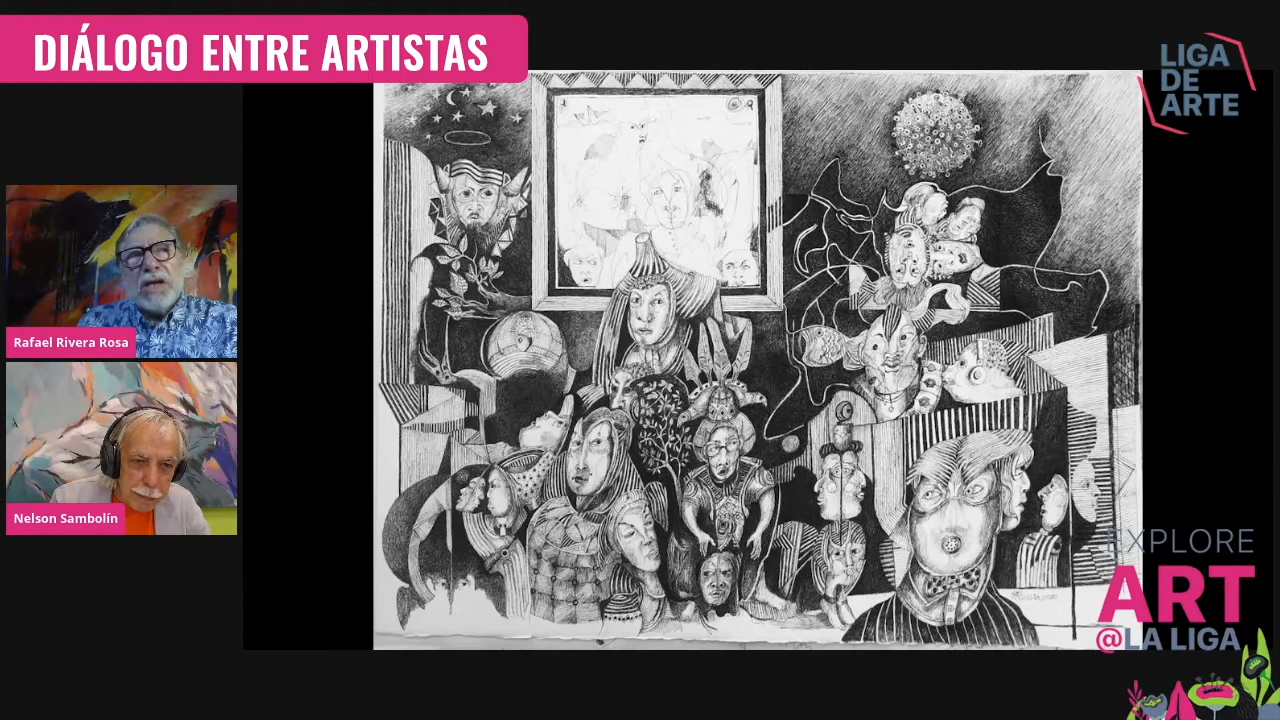 DIÁLOGO ENTRE ARTISTAS
LIGA
DE
ARTE
Rafael Rivera Rosa
Nelson Sambolín
EXPLORE
ART
@LA LIGA